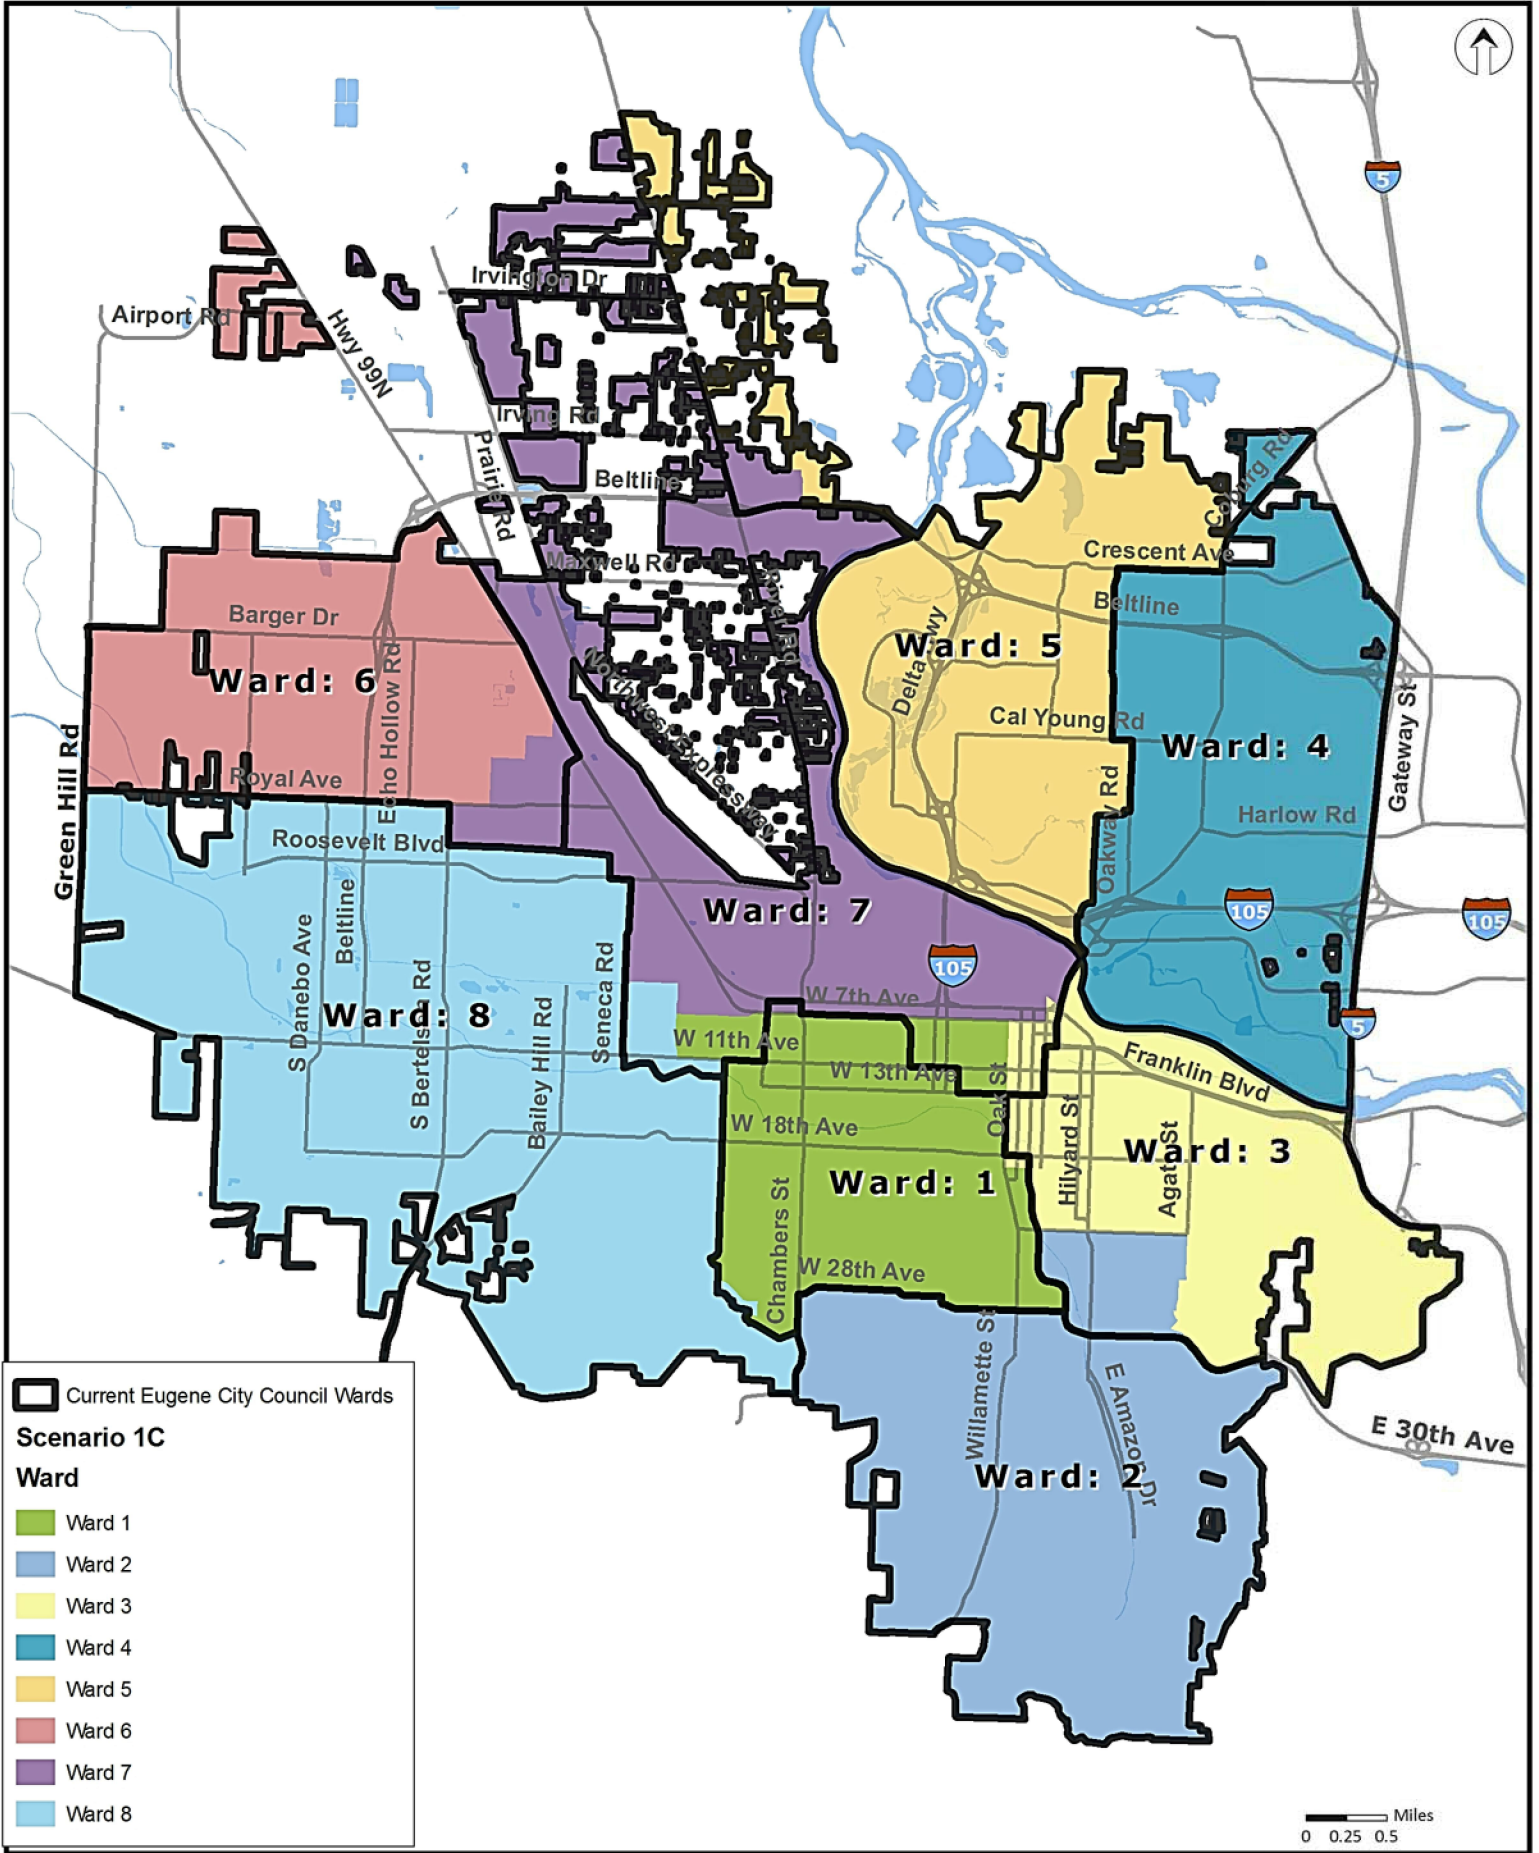 5
Irvington Dr
Airport Rd
Hwy 99N
Irving Rd
Prairie Rd
Beltline
Coburg Rd
Crescent Ave
Maxwell Rd
Beltline
River Rd
Barger Dr
Ward: 6
Ward: 5
Delta Hwy
Echo Hollow Rd
Northwest Expressway
Cal Young Rd
Ward: 4
Gateway St
Green Hill Rd
Royal Ave
Oakway Rd
Harlow Rd
Roosevelt Blvd
105
105
Ward: 7
S Danebo Ave
Beltline
Seneca Rd
105
S Bertelsen Rd
Bailey Hill Rd
W 7th Ave
Ward: 8
5
W 11th Ave
W 13th Ave
Franklin Blvd
Oak St
Hilyard St
W 18th Ave
Agate St
Ward: 3
Ward: 1
Chambers St
W 28th Ave
Willamette St
E Amazon Dr
E 30th Ave
Ward: 2
Current Eugene City Council Wards
Scenario 1C
Ward
Ward 1
Ward 2
Ward 3
Ward 4
Ward 5
Ward 6
Ward 7
Ward 8
Miles
0 0.25 0.5